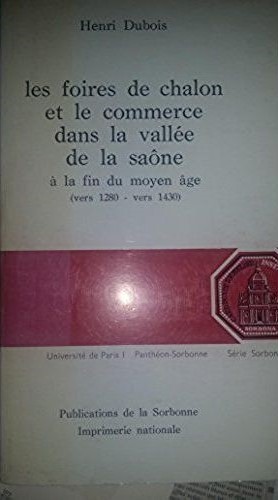 Henri Dubois
les foires de chalon
et le commerce
dans la vallée
de la saône
à la fin du moyen âge
(vers 1280 - vers 1430)
Université de Paris I Panthéon-Sorbonne Série Sorbon
Publications de la Sorbonne
Imprimerie nationale